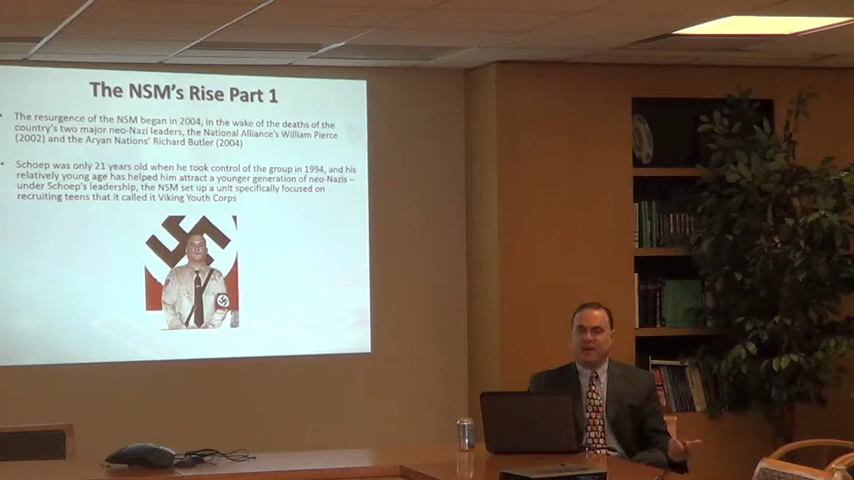 The NSM's Rise Part 1
The resurgence of the NSM began in 2004, in the wake of the deaths of the
country's two major neo-Nazi leaders, the National Alliance's William Pierce
(2002) and the Aryan Nations' Richard Butler (2004)
Schoep was only 21 years old when he took control of the group in 1994, and his
relatively young age has helped him attract a younger generation of neo-Nazis —
under Schoep's leadership, the NSM set up a unit specifically focused on
recruiting teens that it called it Viking Youth Corps